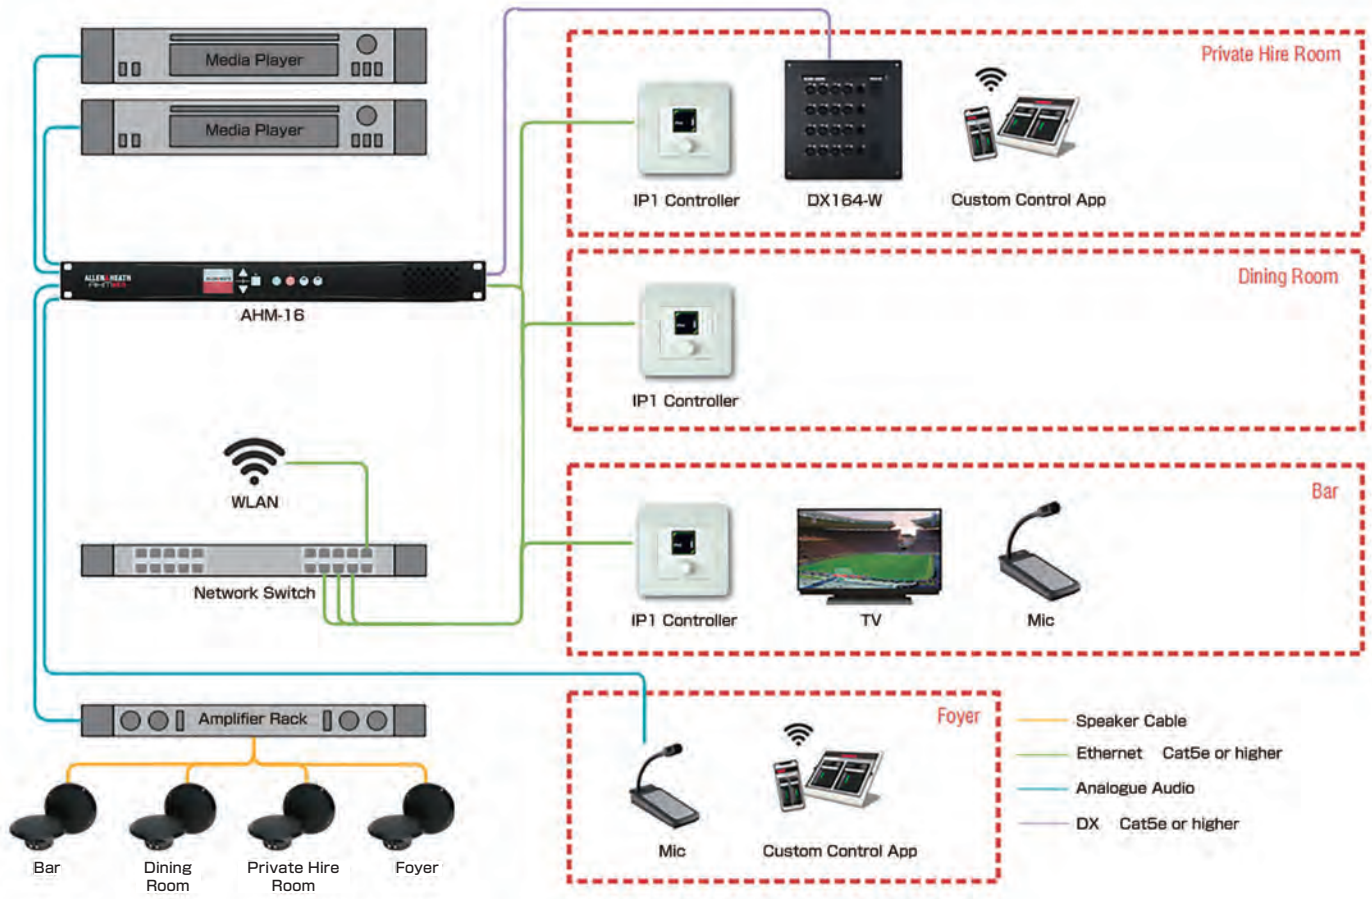 Media Player
Media Player
ALLEN&HEATH
AHM-16
WLAN
Network Switch
Amplifier Rack
Bar
Dining
Room
Private Hire
Room
Foyer
Private Hire Room
IP1 Controller
DX164-W
Custom Control App
Dining Room
IP1 Controller
Bar
IP1 Controller
TV
Mic
Foyer
Mic
Custom Control App
Speaker Cable
Ethernet Cat5e or higher
Analogue Audio
DX Cat5e or higher